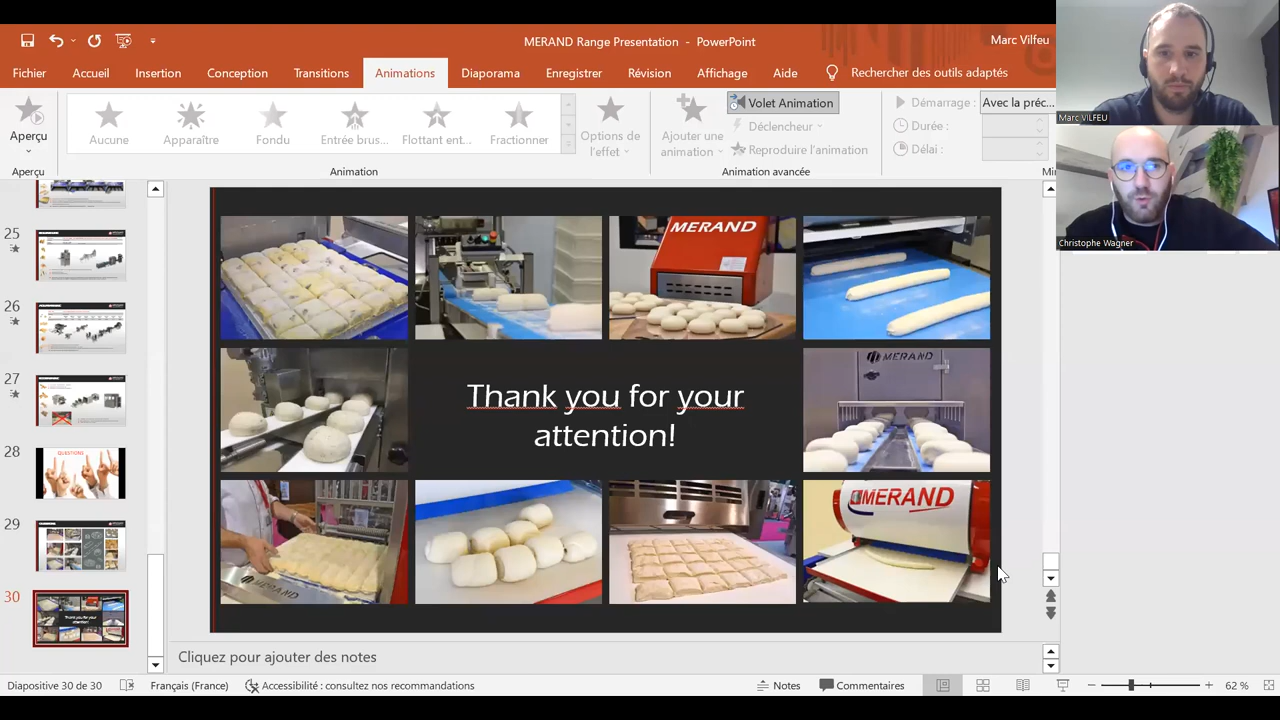 MERAND Range Presentation - PowerPoint
Marc Vilfeu
Fichier Accueil Insertion Conception Transitions Animations Diaporama Enregistrer Révision Affichage Aide Rechercher des outils adaptés
Aperçu
Aucune Apparaître Fondu Entrée brus... Flottant ent... Fractionner
Options de l'effet
Ajouter une animation
Volet Animation
Déclencheur
Reproduire l'animation
Démarrage : Avec la préc...
Durée :
Délai :
Aperçu Animation Animation avancée Mi
Marc VILFEU
Christophe Wagner
25
26
27
28
QUESTIONS
29
30
MERAND
MERAND
Thank you for your
attention!
MERAND
MERAND
Cliquez pour ajouter des notes
Diapositive 30 de 30 Français (France) Accessibilité : consultez nos recommandations Notes Commentaires 62 %